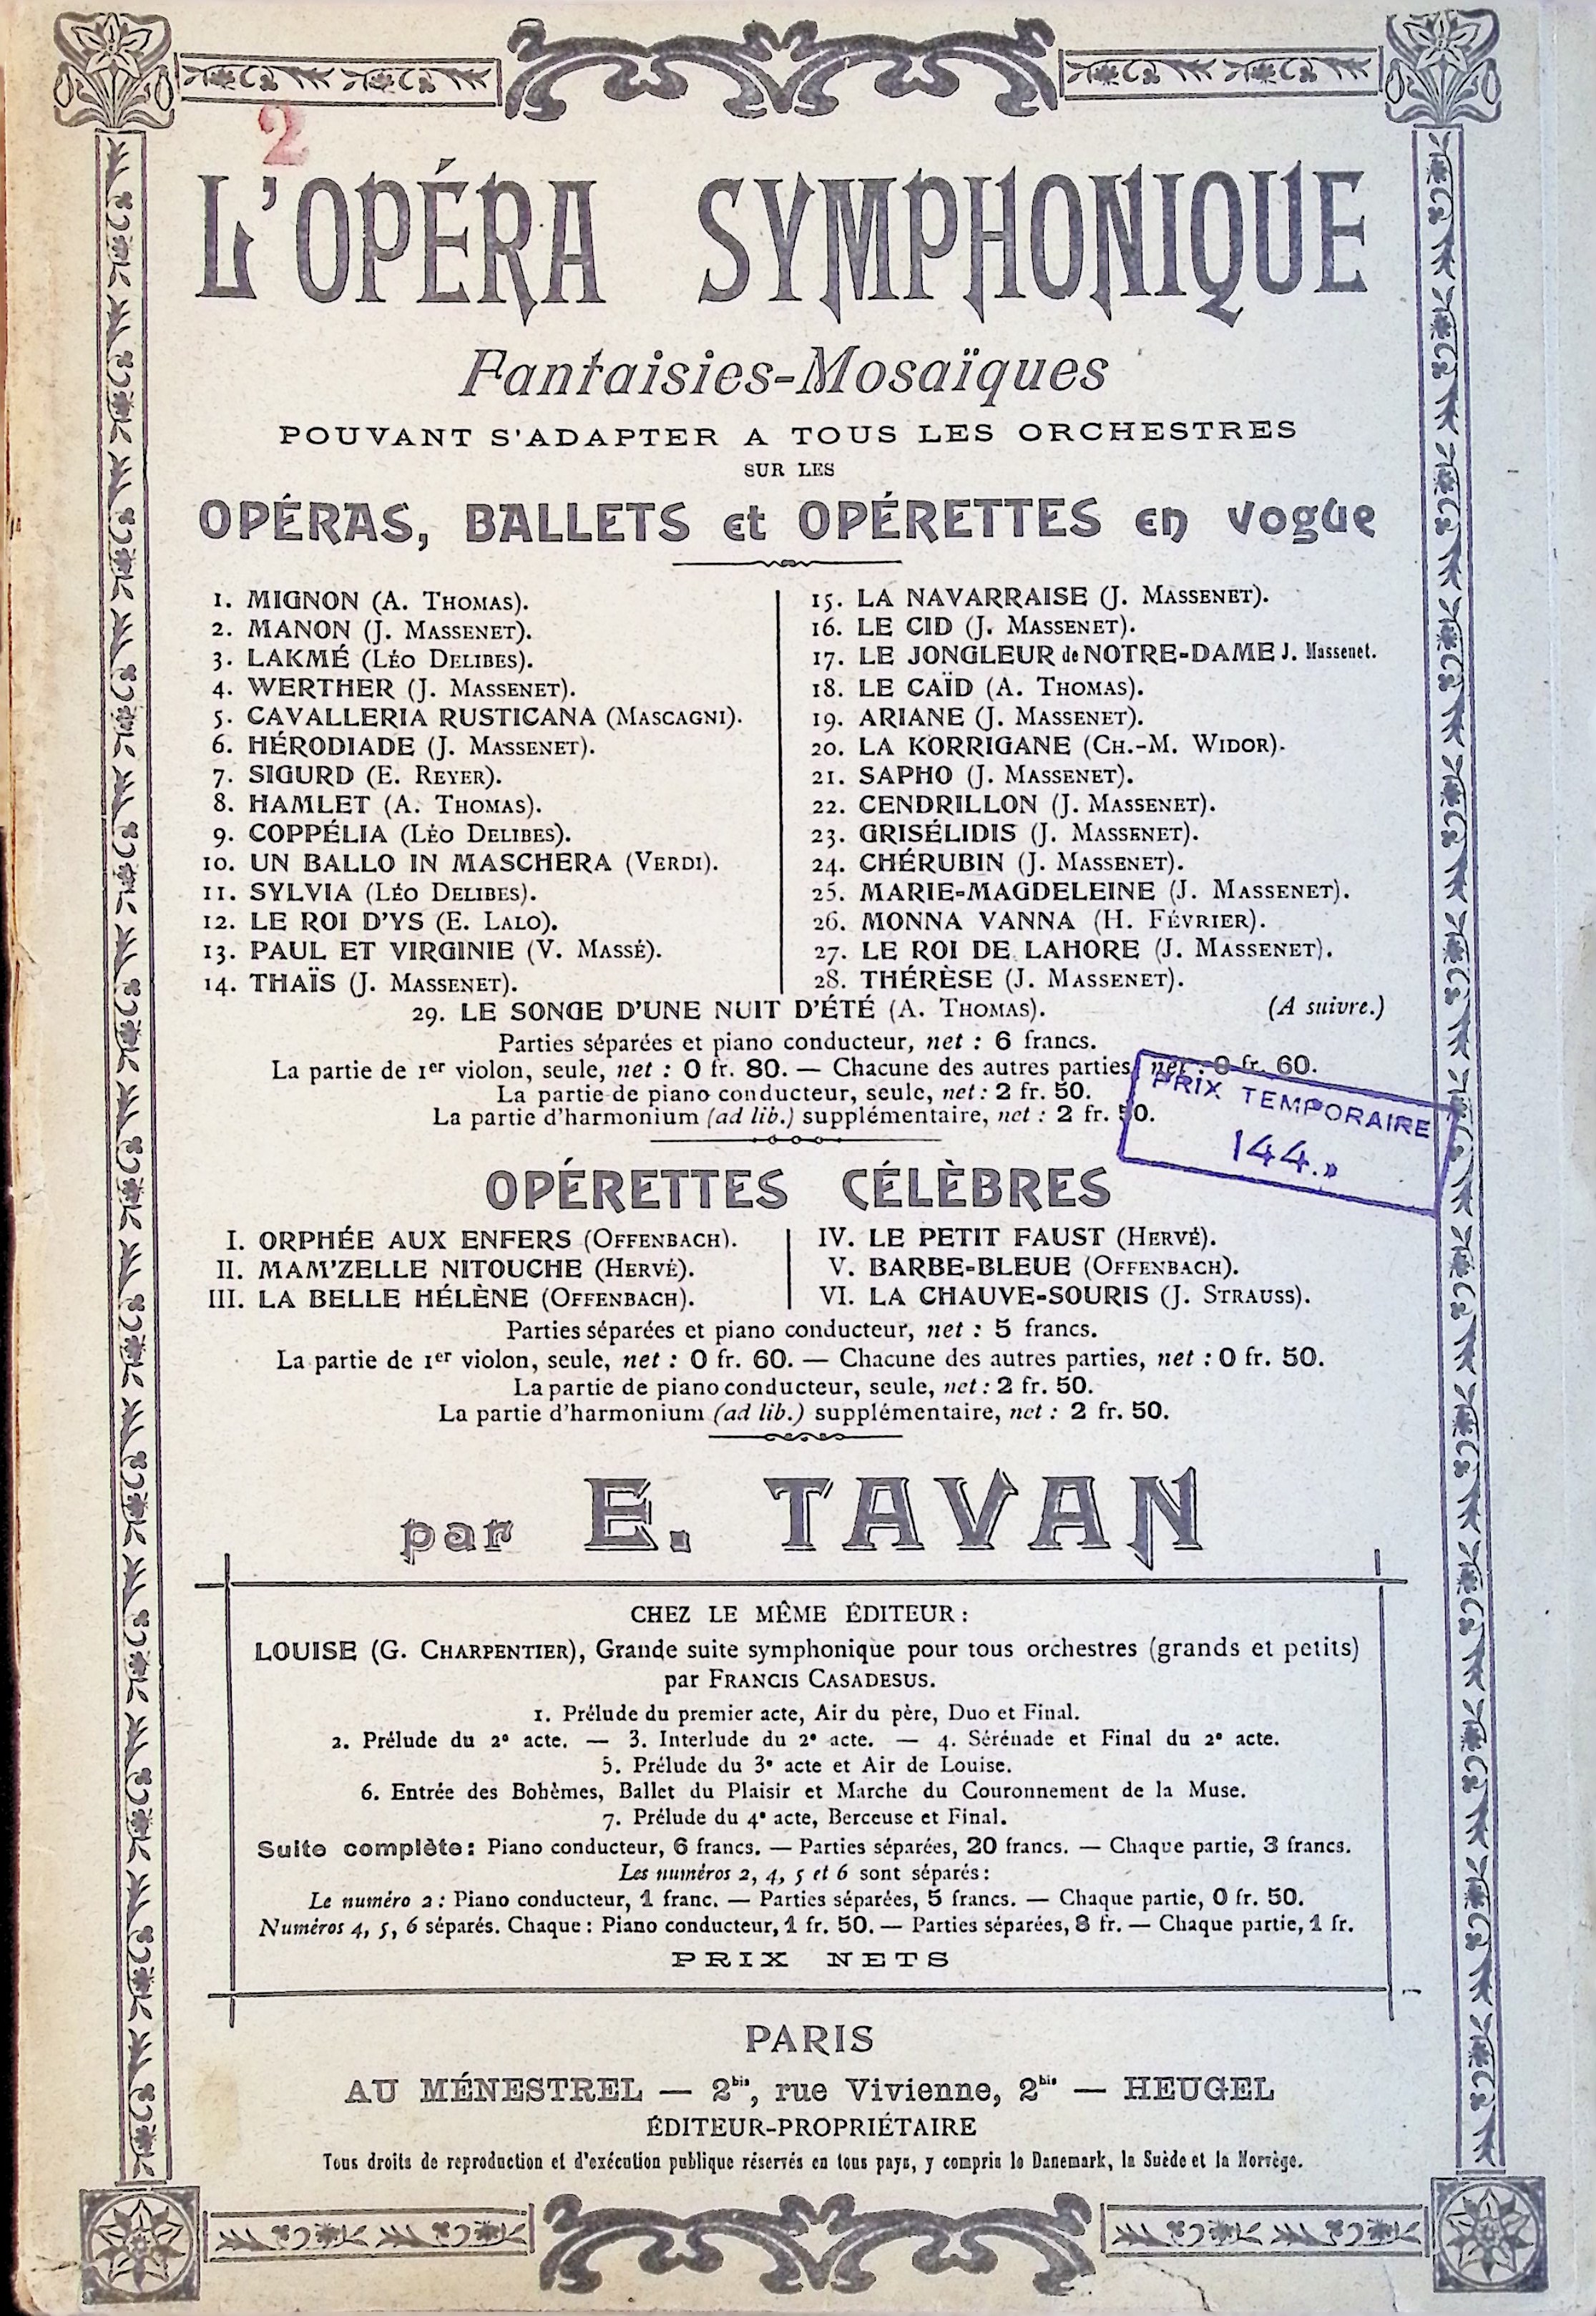 2
L'OPÉRA SYMPHONIQUE
Fantaisies-Mosaïques
POUVANT S'ADAPTER A TOUS LES ORCHESTRES
SUR LES
OPÉRAS, BALLETS et OPÉRETTES en vogue
1. MIGNON (A. THOMAS).
2. MANON (J. MASSENET).
3. LAKMÉ (LÉO DELIBES).
4. WERTHER (J. MASSENET).
5. CAVALLERIA RUSTICANA (MASCAGNI).
6. HÉRODIADE (J. MASSENET).
7. SIGURD (E. REYER).
8. HAMLET (A. THOMAS).
9. COPPÉLIA (LÉO DELIBES).
10. UN BALLO IN MASCHERA (VERDI).
11. SYLVIA (LÉO DELIBES).
12. LE ROI D'YS (E. LALO).
13. PAUL ET VIRGINIE (V. MASSÉ).
14. THAÏS (J. MASSENET).
15. LA NAVARRAISE (J. MASSENET).
16. LE CID (J. MASSENET).
17. LE JONGLEUR de NOTRE-DAME J. Massenet.
18. LE CAÏD (A. THOMAS).
19. ARIANE (J. MASSENET).
20. LA KORRIGANE (CH.-M. WIDOR).
21. SAPHO (J. MASSENET).
22. CENDRILLON (J. MASSENET).
23. GRISÉLIDIS (J. MASSENET).
24. CHÉRUBIN (J. MASSENET).
25. MARIE-MAGDELEINE (J. MASSENET).
26. MONNA VANNA (H. FÉVRIER).
27. LE ROI DE LAHORE (J. MASSENET).
28. THÉRÈSE (J. MASSENET).
29. LE SONGE D'UNE NUIT D'ÉTÉ (A. THOMAS). (A suivre.)
Parties séparées et piano conducteur, net : 6 francs.
La partie de 1er violon, seule, net : 0 fr. 80. — Chacune des autres parties, net : 0 fr. 60.
La partie de piano conducteur, seule, net : 2 fr. 50.
La partie d'harmonium (ad lib.) supplémentaire, net : 2 fr. 50.
PRIX TEMPORAIRE
144.»
OPÉRETTES CÉLÈBRES
I. ORPHÉE AUX ENFERS (OFFENBACH).
II. MAM'ZELLE NITOUCHE (HERVÉ).
III. LA BELLE HÉLÈNE (OFFENBACH).
IV. LE PETIT FAUST (HERVÉ).
V. BARBE-BLEUE (OFFENBACH).
VI. LA CHAUVE-SOURIS (J. STRAUSS).
Parties séparées et piano conducteur, net : 5 francs.
La partie de 1er violon, seule, net : 0 fr. 60. — Chacune des autres parties, net : 0 fr. 50.
La partie de piano conducteur, seule, net : 2 fr. 50.
La partie d'harmonium (ad lib.) supplémentaire, net : 2 fr. 50.
par E. TAVAN
CHEZ LE MÊME ÉDITEUR :
LOUISE (G. CHARPENTIER), Grande suite symphonique pour tous orchestres (grands et petits)
par FRANCIS CASADESUS.
1. Prélude du premier acte, Air du père, Duo et Final.
2. Prélude du 2e acte. — 3. Interlude du 2e acte. — 4. Sérénade et Final du 2e acte.
5. Prélude du 3e acte et Air de Louise.
6. Entrée des Bohèmes, Ballet du Plaisir et Marche du Couronnement de la Muse.
7. Prélude du 4e acte, Berceuse et Final.
Suite complète : Piano conducteur, 6 francs. — Parties séparées, 20 francs. — Chaque partie, 3 francs.
Les numéros 2, 4, 5 et 6 sont séparés :
Le numéro 2 : Piano conducteur, 1 franc. — Parties séparées, 5 francs. — Chaque partie, 0 fr. 50.
Numéros 4, 5, 6 séparés. Chaque : Piano conducteur, 1 fr. 50. — Parties séparées, 8 fr. — Chaque partie, 1 fr.
PRIX NETS
PARIS
AU MÉNESTREL — 2bis, rue Vivienne, 2bis — HEUGEL
ÉDITEUR-PROPRIÉTAIRE
Tous droits de reproduction et d'exécution publique réservés en tous pays, y compris le Danemark, la Suède et la Norvège.